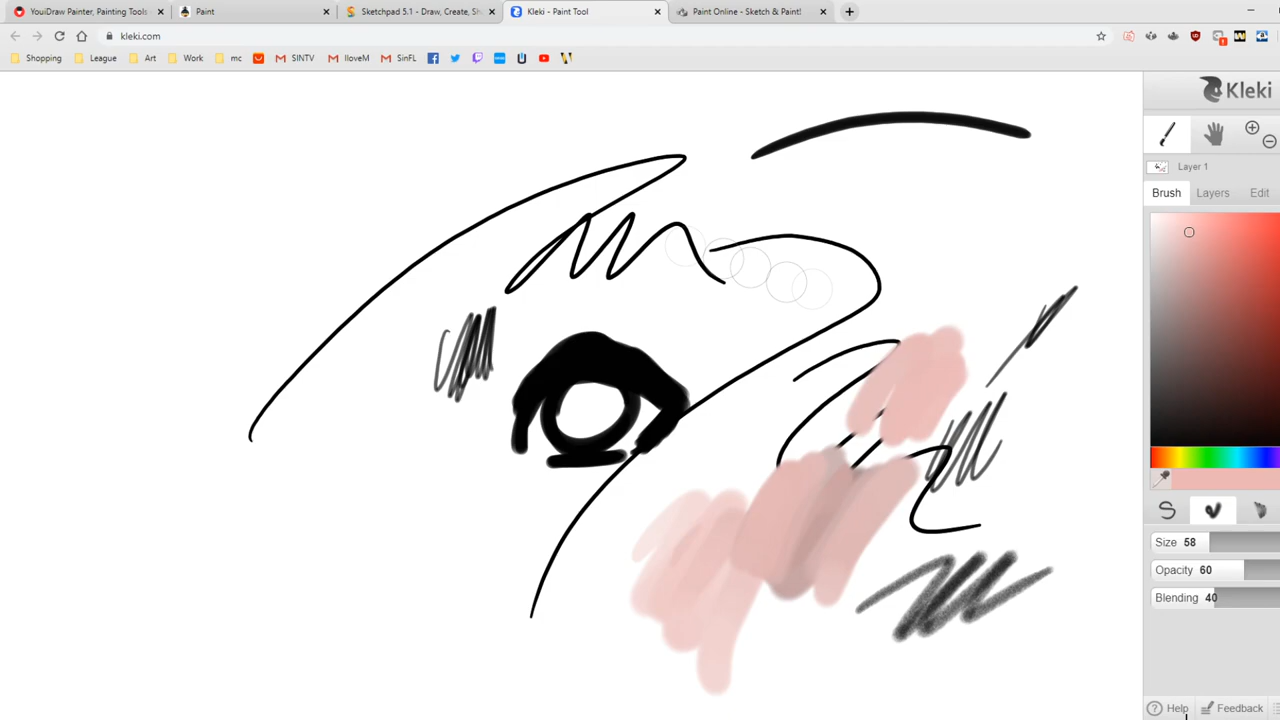 YouiDraw Painter, Painting Tools
Paint
Sketchpad 5.1 - Draw, Create, Sh
Kleki - Paint Tool
Paint Online - Sketch & Paint!
kleki.com
Shopping
League
Art
Work
mc
SINTV
IloveM
SinFL
Kleki
Layer 1
Brush
Layers
Edit
Size 58
Opacity 60
Blending 40
Help
Feedback